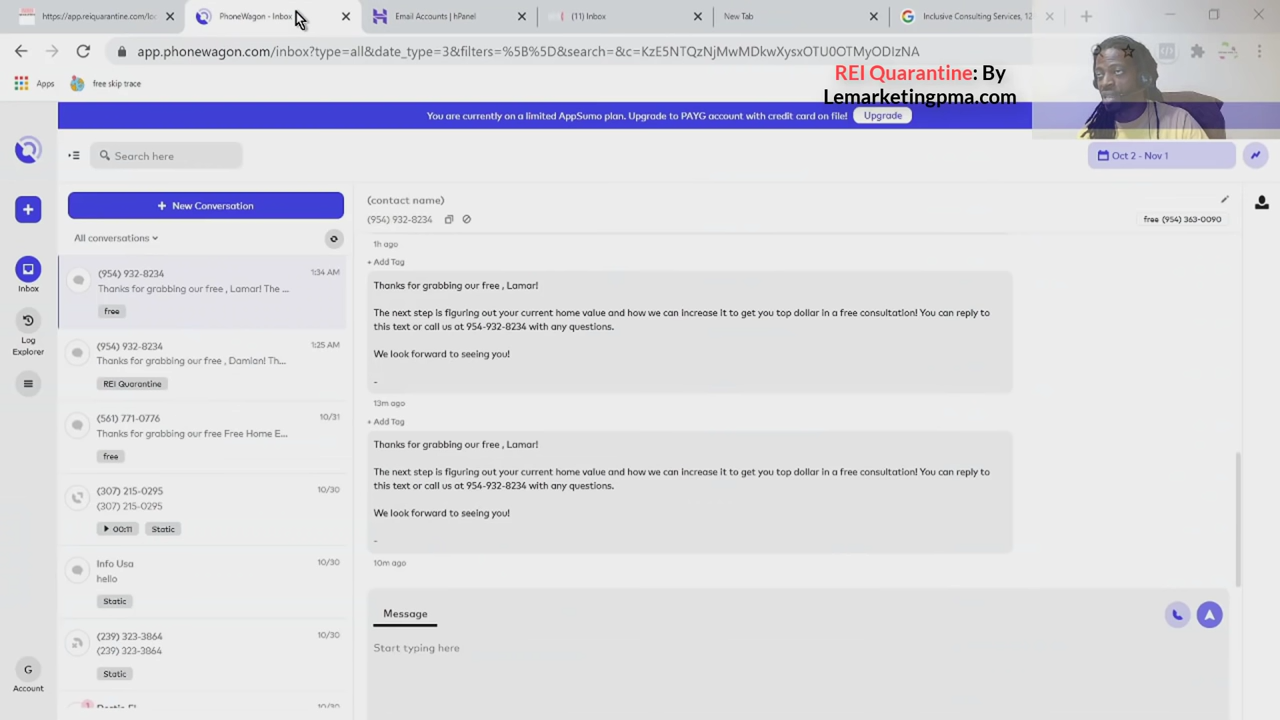 https://app.reiquarantine.com/lo
PhoneWagon - Inbox
Email Accounts | hPanel
(11) Inbox
New Tab
Inclusive Consulting Services, 12
app.phonewagon.com/inbox?type=all&date_type=3&filters=%5B%5D&search=&c=KzE5NTQzNjMwMDkwXysxOTU0OTMyODIzNA
Apps
free skip trace
REI Quarantine: By
Lemarketingpma.com
You are currently on a limited AppSumo plan. Upgrade to PAYG account with credit card on file!
Upgrade
Search here
Oct 2 - Nov 1
+ New Conversation
All conversations
(954) 932-8234
1:34 AM
Thanks for grabbing our free , Lamar! The ...
free
(954) 932-8234
1:25 AM
Thanks for grabbing our free , Damian! Th...
REI Quarantine
(561) 771-0776
10/31
Thanks for grabbing our free Free Home E...
free
(307) 215-0295
10/30
(307) 215-0295
00:11
Static
Info Usa
10/30
hello
Static
(239) 323-3864
10/30
(239) 323-3864
Static
10/30
Inbox
Log
Explorer
G
Account
(contact name)
(954) 932-8234
free (954) 363-0090
1h ago
+ Add Tag
Thanks for grabbing our free , Lamar!
The next step is figuring out your current home value and how we can increase it to get you top dollar in a free consultation! You can reply to
this text or call us at 954-932-8234 with any questions.
We look forward to seeing you!
-
13m ago
+ Add Tag
Thanks for grabbing our free , Lamar!
The next step is figuring out your current home value and how we can increase it to get you top dollar in a free consultation! You can reply to
this text or call us at 954-932-8234 with any questions.
We look forward to seeing you!
-
10m ago
Message
Start typing here